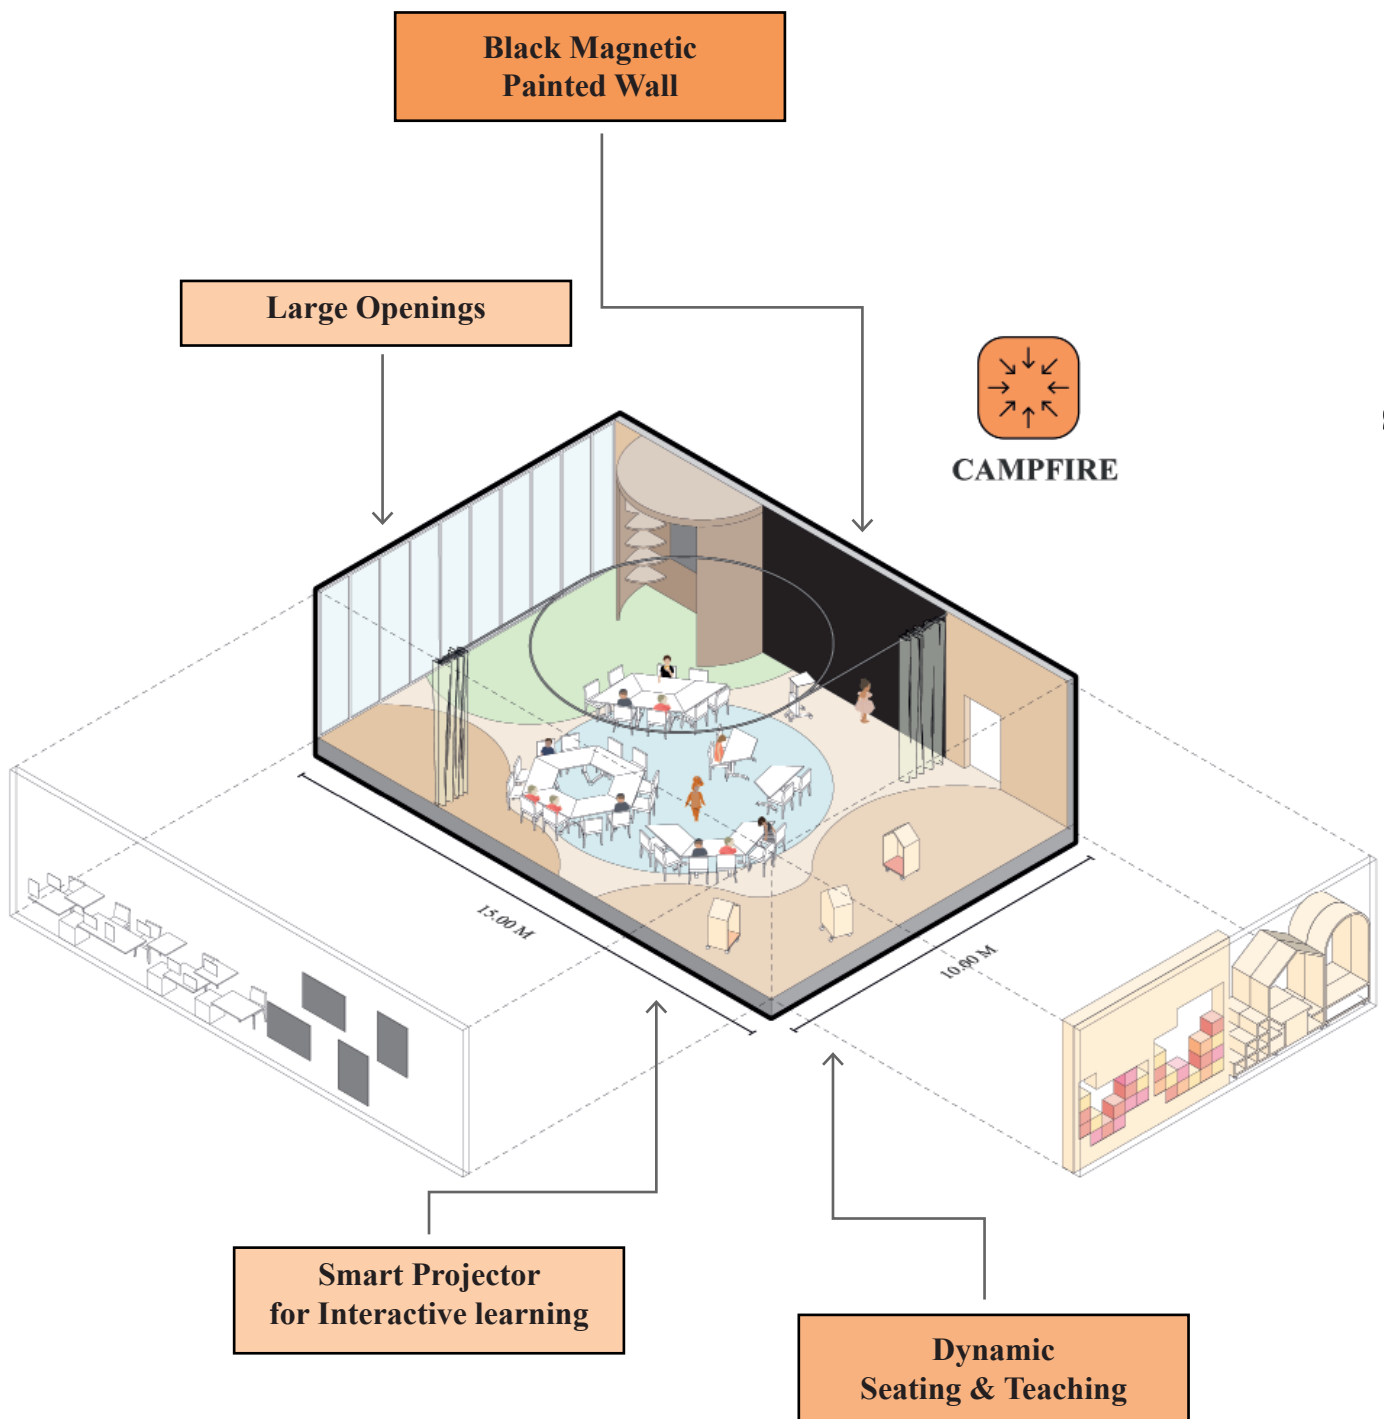 Black Magnetic
Painted Wall
Large Openings
CAMPFIRE
15.00 M
10.00 M
Smart Projector
for Interactive learning
Dynamic
Seating & Teaching